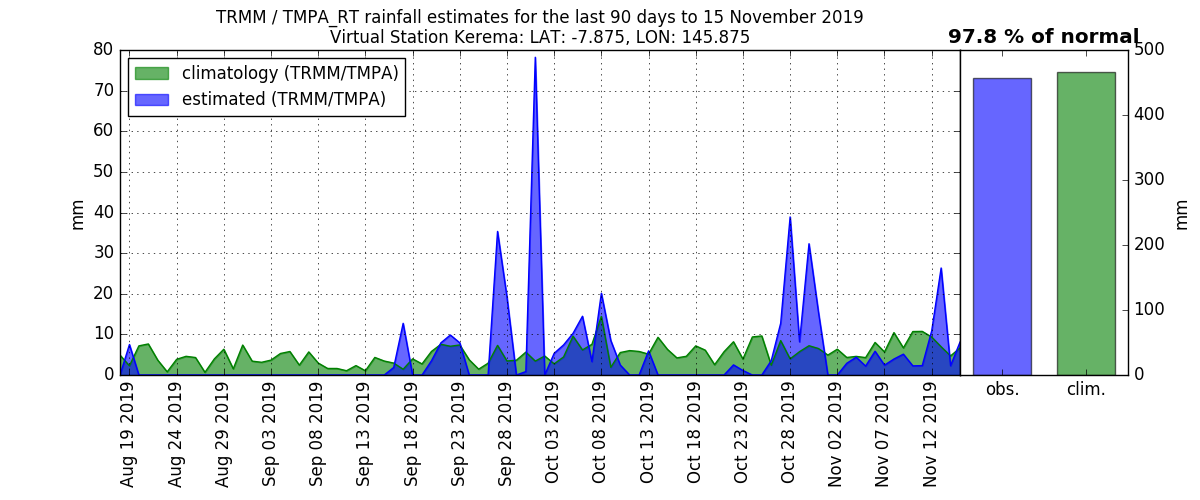 TRMM / TMPA_RT rainfall estimates for the last 90 days to 15 November 2019
Virtual Station Kerema: LAT: -7.875, LON: 145.875
97.8 % of normal
climatology (TRMM/TMPA)
estimated (TRMM/TMPA)
80
70
60
50
40
30
20
10
0
mm
Aug 19 2019
Aug 24 2019
Aug 29 2019
Sep 03 2019
Sep 08 2019
Sep 13 2019
Sep 18 2019
Sep 23 2019
Sep 28 2019
Oct 03 2019
Oct 08 2019
Oct 13 2019
Oct 18 2019
Oct 23 2019
Oct 28 2019
Nov 02 2019
Nov 07 2019
Nov 12 2019
obs.
clim.
500
400
300
200
100
0
mm